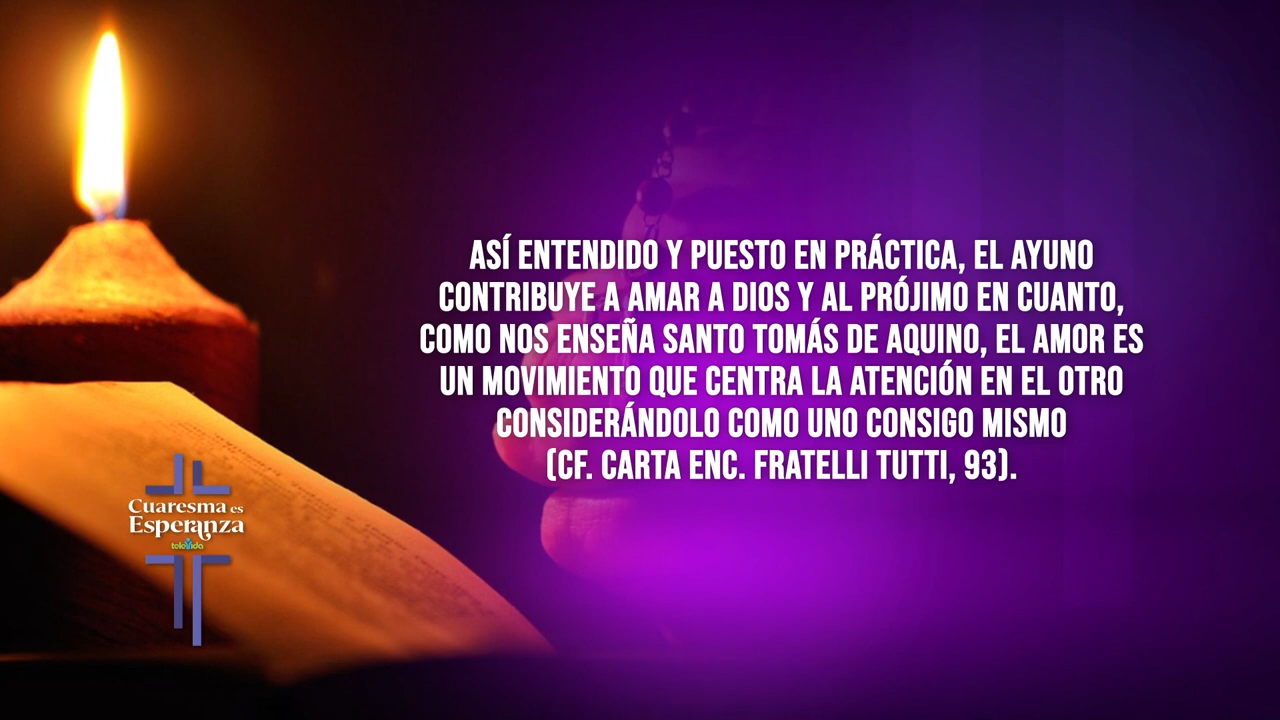 ASÍ ENTENDIDO Y PUESTO EN PRÁCTICA, EL AYUNO
CONTRIBUYE A AMAR A DIOS Y AL PRÓJIMO EN CUANTO,
COMO NOS ENSEÑA SANTO TOMÁS DE AQUINO, EL AMOR ES
UN MOVIMIENTO QUE CENTRA LA ATENCIÓN EN EL OTRO
CONSIDERÁNDOLO COMO UNO CONSIGO MISMO
(CF. CARTA ENC. FRATELLI TUTTI, 93).
Cuaresma es
Esperanza
televida